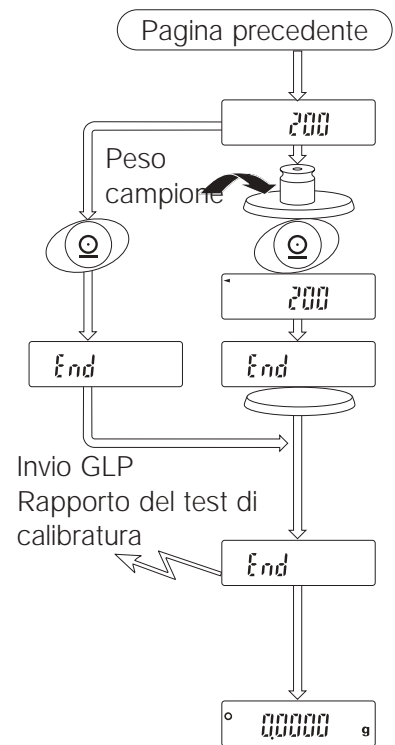 Pagina precedente
200
Peso
campione
200
End
End
Invio GLP
Rapporto del test di
calibratura
End
0.0000 g